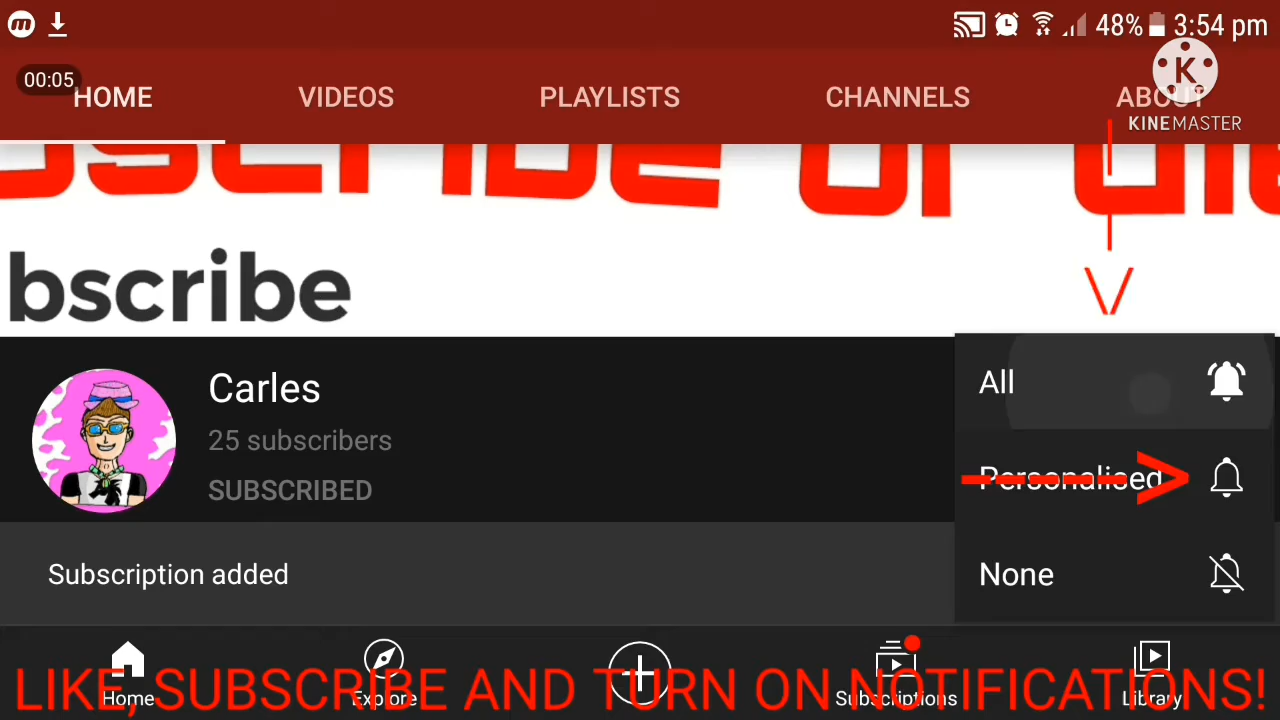 48% 3:54 pm
00:05
HOME VIDEOS PLAYLISTS CHANNELS ABOUT
KINEMASTER
bscribe
Carles
25 subscribers
SUBSCRIBED
All
Personalised
None
Subscription added
Home Explore Subscriptions Library
LIKE, SUBSCRIBE AND TURN ON NOTIFICATIONS!